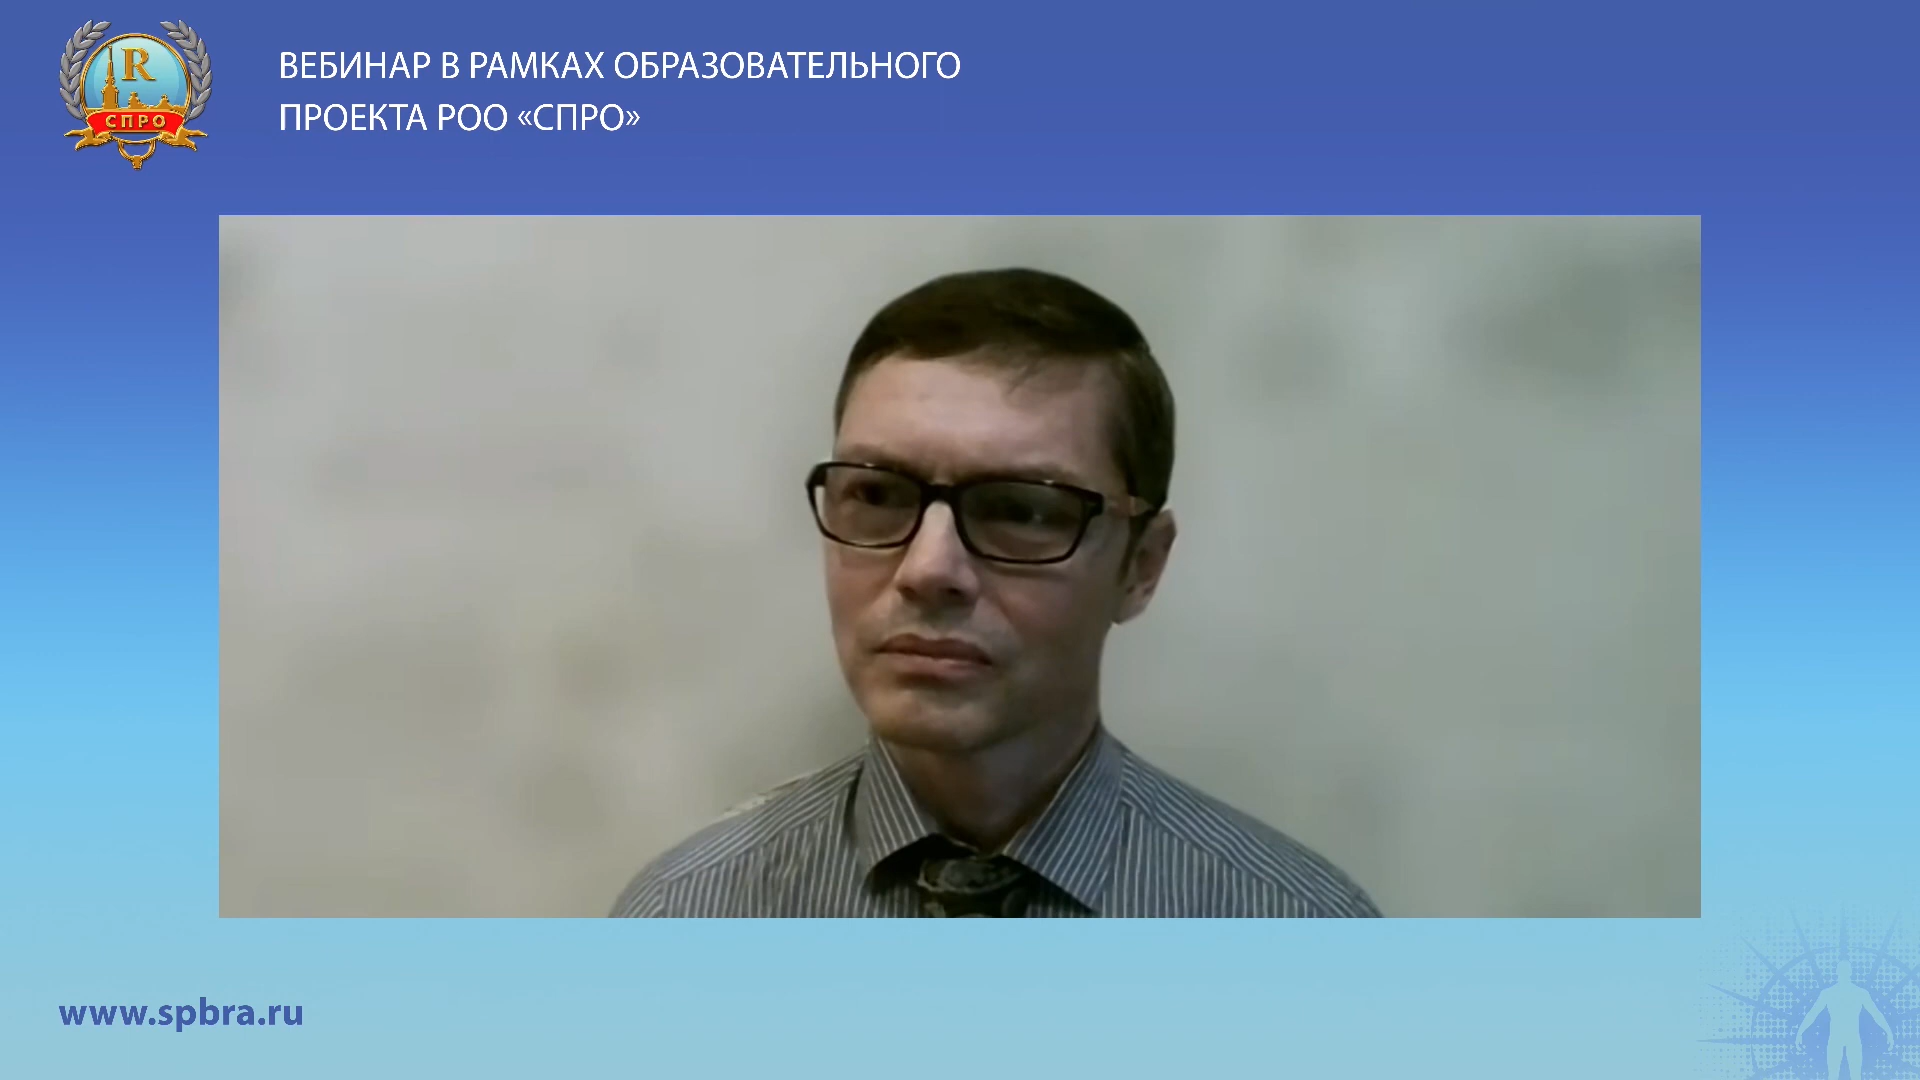 R
СПРО
ВЕБИНАР В РАМКАХ ОБРАЗОВАТЕЛЬНОГО
ПРОЕКТА РОО «СПРО»
www.spbra.ru